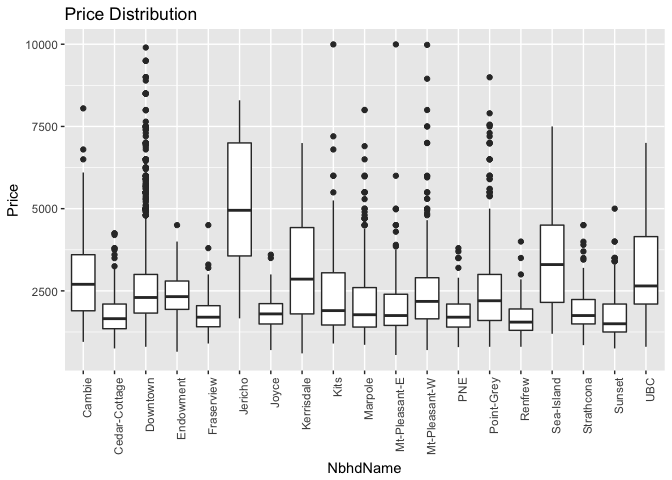 Price Distribution
10000
7500
5000
2500
Price
Cambie
Cedar-Cottage
Downtown
Endowment
Fraserview
Jericho
Joyce
Kerrisdale
Kits
Marpole
Mt-Pleasant-E
Mt-Pleasant-W
PNE
Point-Grey
Renfrew
Sea-Island
Strathcona
Sunset
UBC
NbhdName